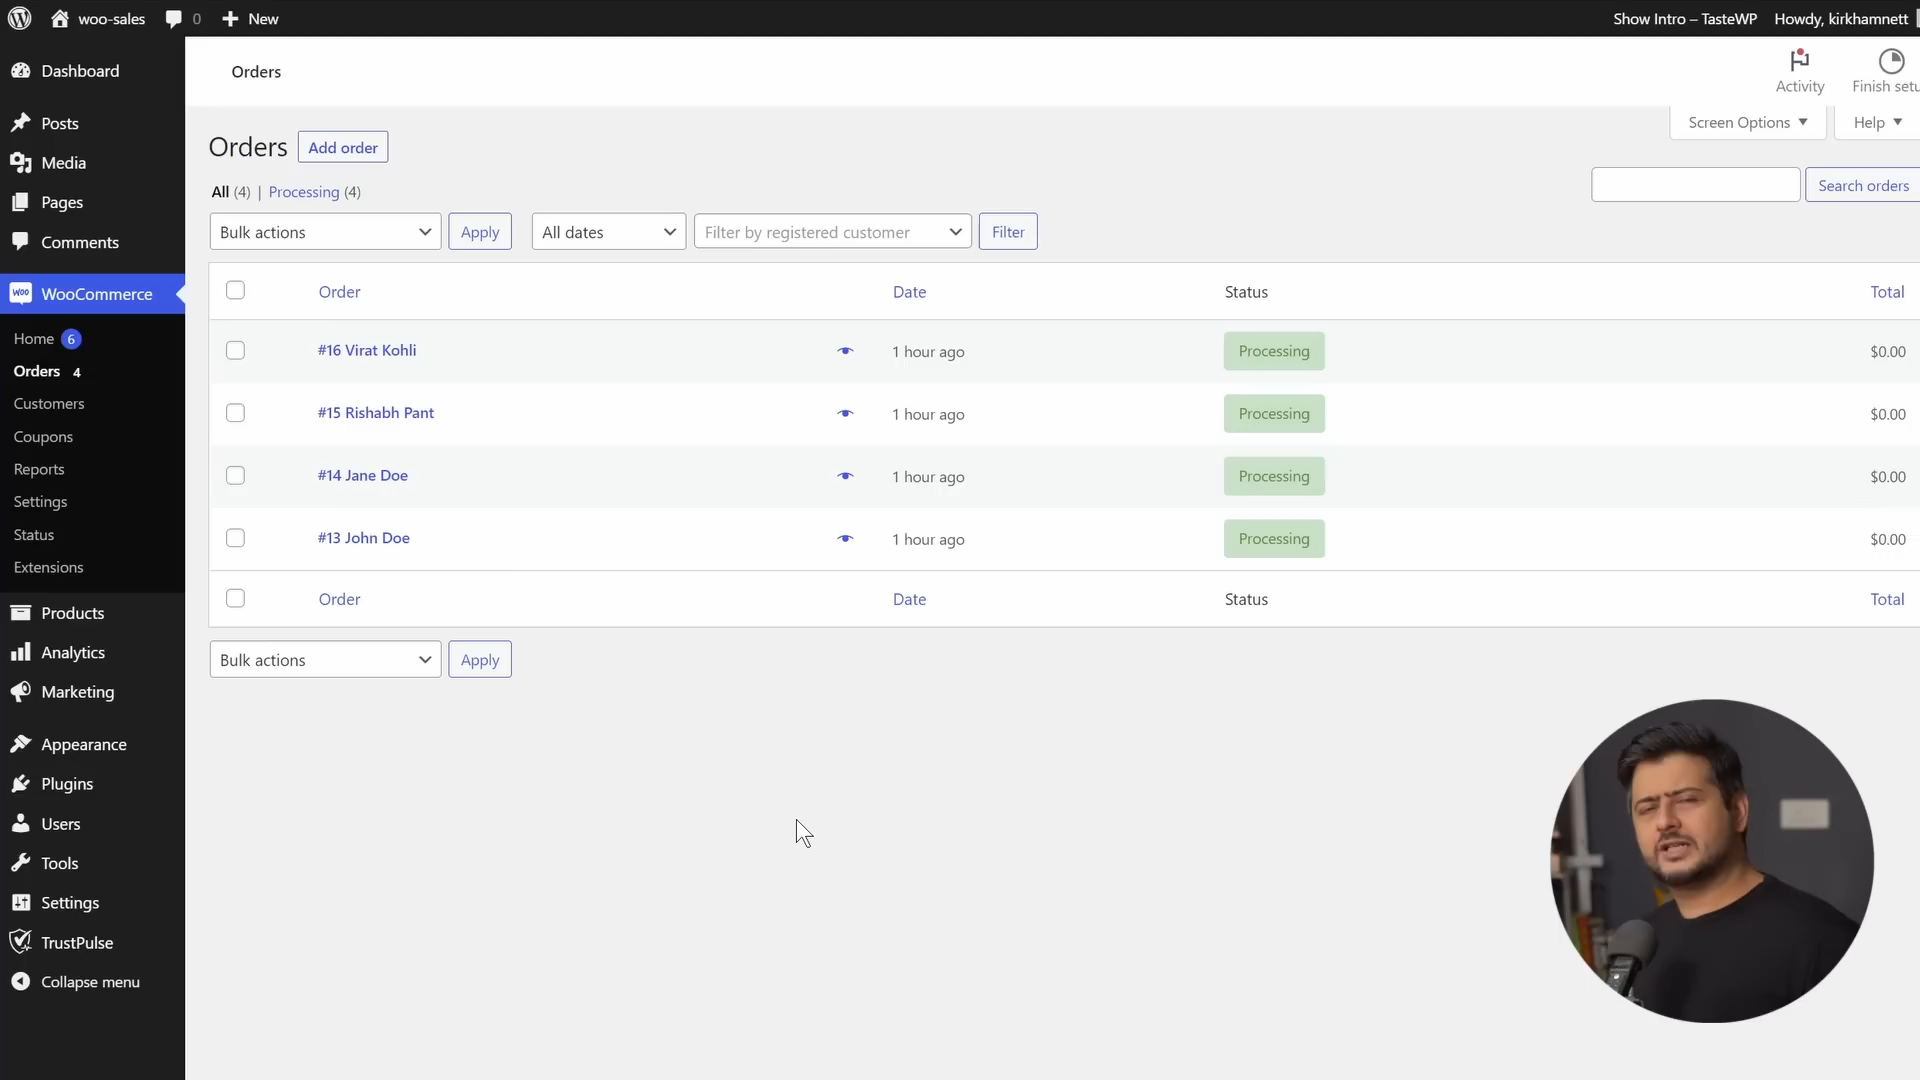 woo-sales 0 New Show Intro – TasteWP Howdy, kirkhamnett
Dashboard
Posts
Media
Pages
Comments
WooCommerce
Home 6
Orders 4
Customers
Coupons
Reports
Settings
Status
Extensions
Products
Analytics
Marketing
Appearance
Plugins
Users
Tools
Settings
TrustPulse
Collapse menu
Orders
Activity Finish setu
Screen Options Help
Orders Add order
All (4) | Processing (4)
Search orders
Bulk actions Apply All dates Filter by registered customer Filter
Order Date Status Total
#16 Virat Kohli 1 hour ago Processing $0.00
#15 Rishabh Pant 1 hour ago Processing $0.00
#14 Jane Doe 1 hour ago Processing $0.00
#13 John Doe 1 hour ago Processing $0.00
Order Date Status Total
Bulk actions Apply